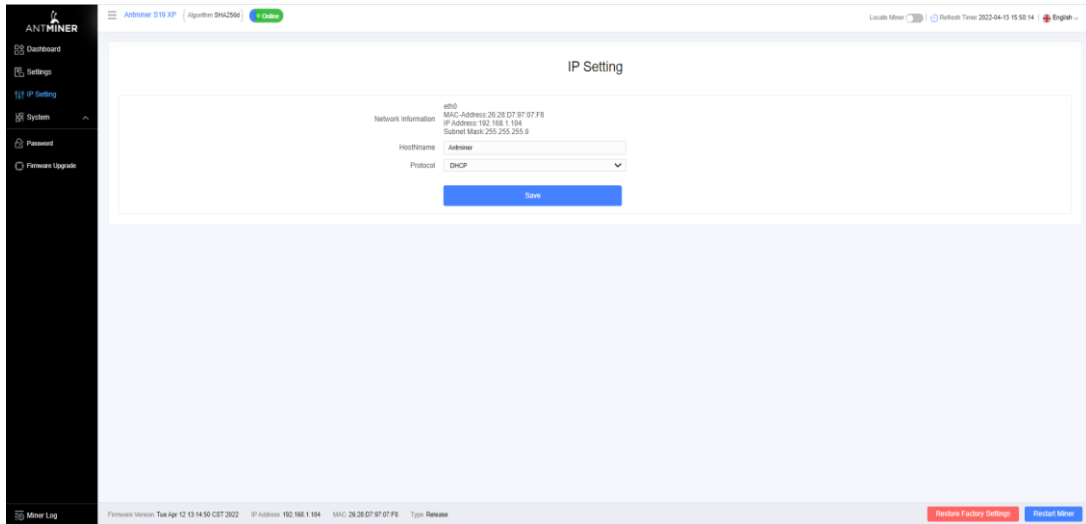 ANTMINER
Antminer S19 XP Algorithm SHA256d Online
Locate Miner Refresh Timer 2022-04-13 15:58:14 English
Dashboard
Settings
IP Setting
System
Password
Firmware Upgrade
IP Setting
Network Information
eth0
MAC-Address:26:28:D7:97:07:F8
IP Address:192.168.1.104
Subnet Mask:255.255.255.0
HostNname Antminer
Protocol DHCP
Save
Miner Log
Firmware Version Tue Apr 12 13:14:50 CST 2022 IP Address 192.168.1.104 MAC 26:28:D7:97:07:F8 Type Release
Restore Factory Settings Restart Miner